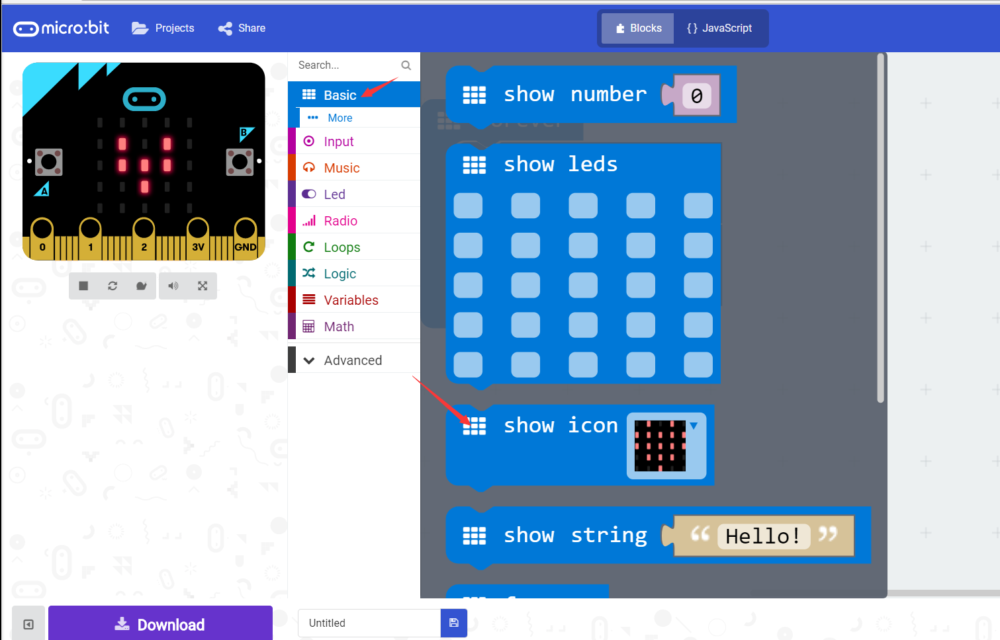 micro:bit
Projects
Share
Blocks
{} JavaScript
Search...
Basic
More
Input
Music
Led
Radio
Loops
Logic
Variables
Math
Advanced
B
A
0 1 2 3V GND
show number 0
forever
show leds
show icon
show string “ Hello! ”
Download
Untitled